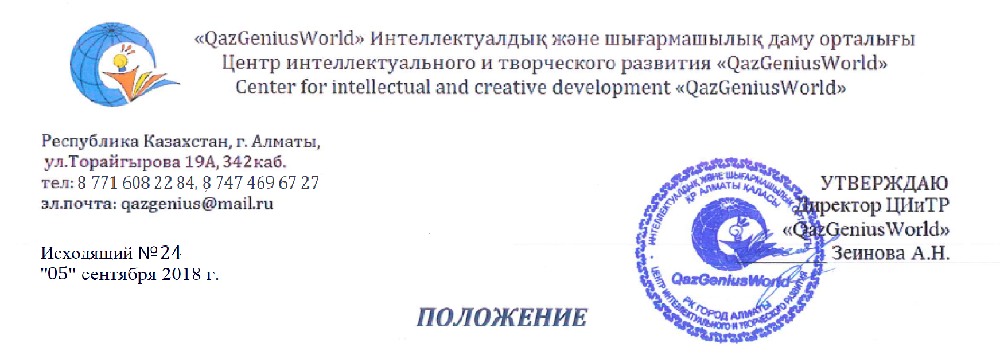 «QazGeniusWorld» Интеллектуалдық және шығармашылық даму орталығы
Центр интеллектуального и творческого развития «QazGeniusWorld»
Center for intellectual and creative development «QazGeniusWorld»
Республика Казахстан, г. Алматы,
ул.Торайгырова 19А, 342каб.
тел: 8 771 608 22 84, 8 747 469 67 27
эл.почта: qazgenius@mail.ru
УТВЕРЖДАЮ
Директор ЦИиТР
«QazGeniusWorld»
Зеинова А.Н.
Исходящий №24
"05" сентября 2018 г.
ИНТЕЛЛЕКТУАЛДЫҚ ЖӘНЕ ШЫҒАРМАШЫЛЫҚ ОРТАЛЫҒЫ
ҚР АЛМАТЫ ҚАЛАСЫ
QazGeniusWorld
РК ГОРОД АЛМАТЫ
ЦЕНТР ИНТЕЛЛЕКТУАЛЬНОГО И ТВОРЧЕСКОГО РАЗВИТИЯ
ПОЛОЖЕНИЕ